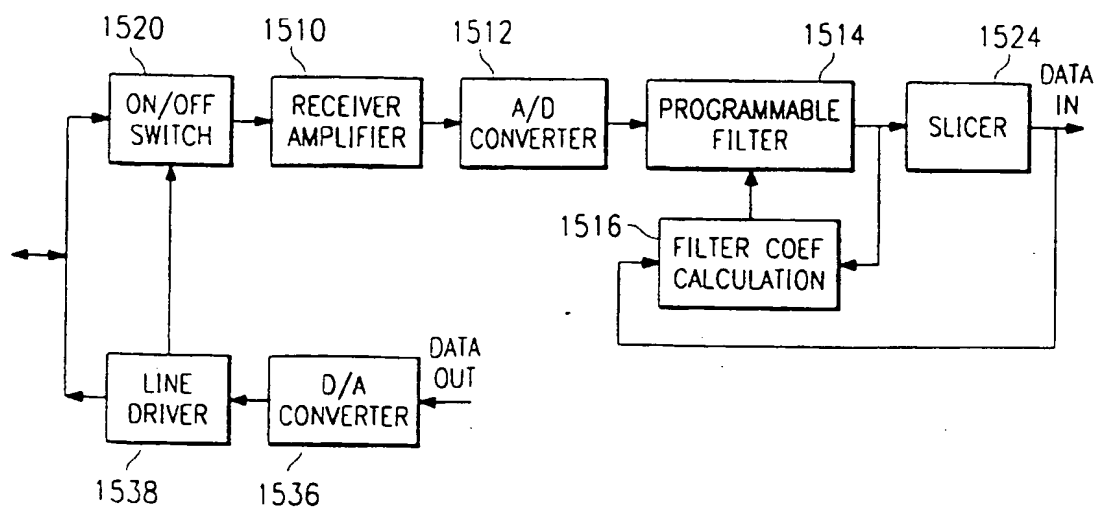 1520
1510
1512
1514
1524
ON/OFF
SWITCH
RECEIVER
AMPLIFIER
A/D
CONVERTER
PROGRAMMABLE
FILTER
SLICER
DATA
IN
1516
FILTER COEF
CALCULATION
LINE
DRIVER
D/A
CONVERTER
DATA
OUT
1538
1536